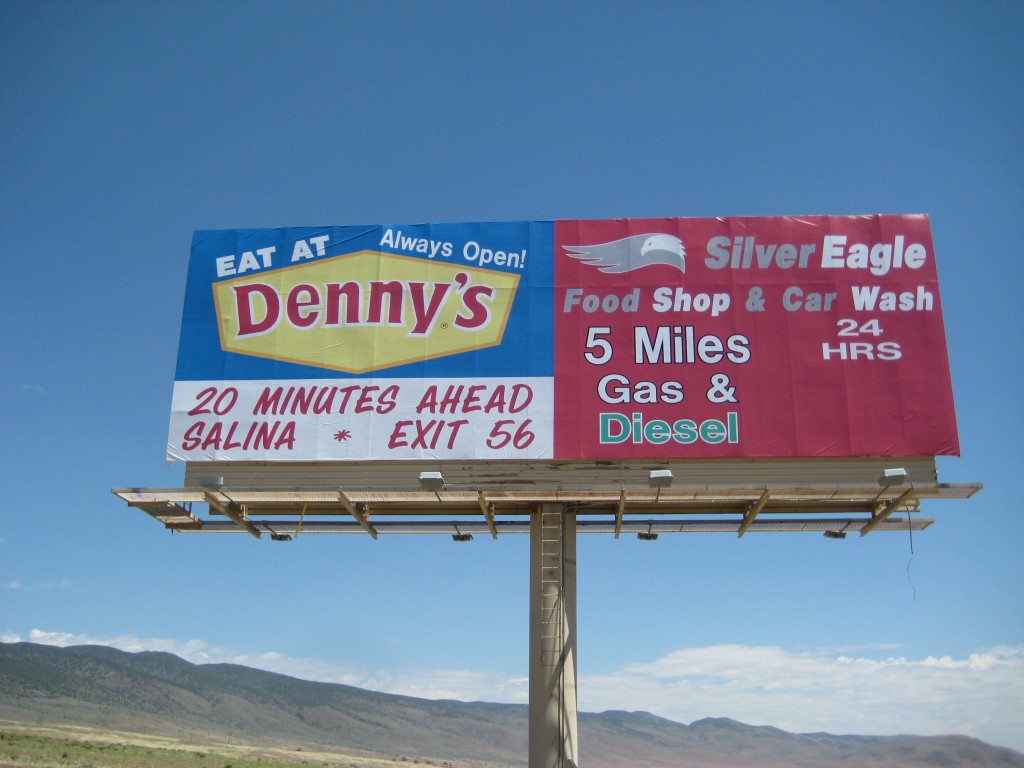 EAT AT
Always Open!
Denny's®
20 MINUTES AHEAD
SALINA * EXIT 56
Silver Eagle
Food Shop & Car Wash
5 Miles
24
HRS
Gas &
Diesel